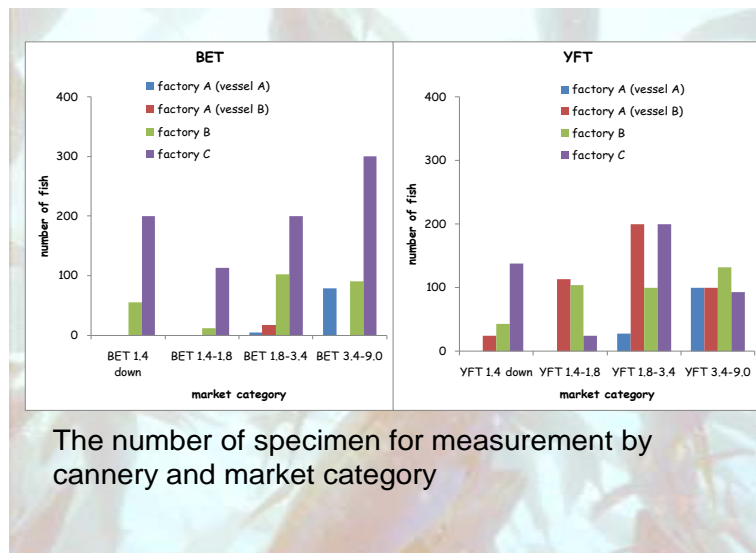 BET
factory A (vessel A)
factory A (vessel B)
factory B
factory C
number of fish
400
300
200
100
0
BET 1.4 down
BET 1.4-1.8
BET 1.8-3.4
BET 3.4-9.0
market category
YFT
factory A (vessel A)
factory A (vessel B)
factory B
factory C
number of fish
400
300
200
100
0
YFT 1.4 down
YFT 1.4-1.8
YFT 1.8-3.4
YFT 3.4-9.0
market category
The number of specimen for measurement by
cannery and market category